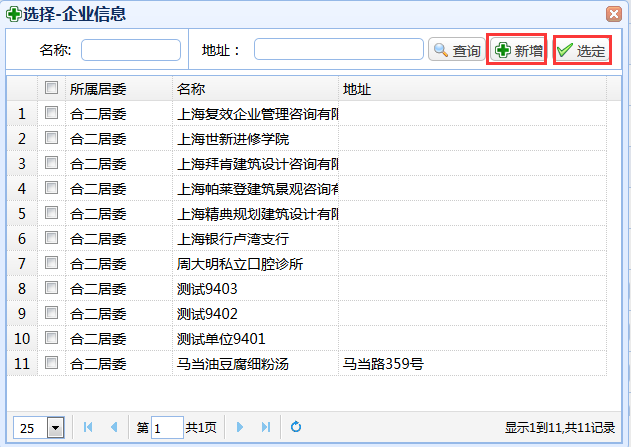 选择-企业信息
名称: 地址： 查询 新增 选定
所属居委 名称 地址
1 合二居委 上海复效企业管理咨询有限
2 合二居委 上海世新进修学院
3 合二居委 上海拜肯建筑设计咨询有限
4 合二居委 上海帕莱登建筑景观咨询有
5 合二居委 上海精典规划建筑设计有限
6 合二居委 上海银行卢湾支行
7 合二居委 周大明私立口腔诊所
8 合二居委 测试9403
9 合二居委 测试9402
10 合二居委 测试单位9401
11 合二居委 马当油豆腐细粉汤 马当路359号
25 第 1 共1页 显示1到11,共11记录